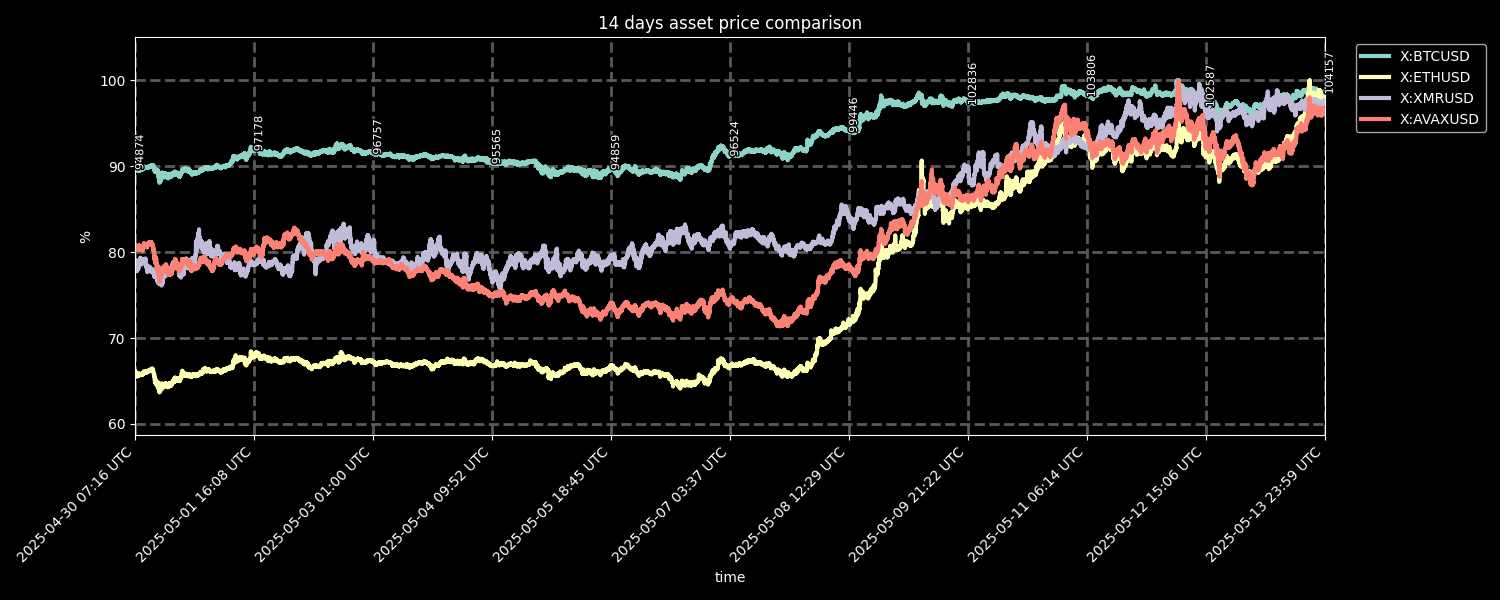 14 days asset price comparison
X:BTCUSD
X:ETHUSD
X:XMRUSD
X:AVAXUSD
100
90
80
70
60
%
94874
97178
96757
95565
94859
96524
99446
102836
103806
102587
104157
2025-04-30 07:16 UTC
2025-05-01 16:08 UTC
2025-05-03 01:00 UTC
2025-05-04 09:52 UTC
2025-05-05 18:45 UTC
2025-05-07 03:37 UTC
2025-05-08 12:29 UTC
2025-05-09 21:22 UTC
2025-05-11 06:14 UTC
2025-05-12 15:06 UTC
2025-05-13 23:59 UTC
time